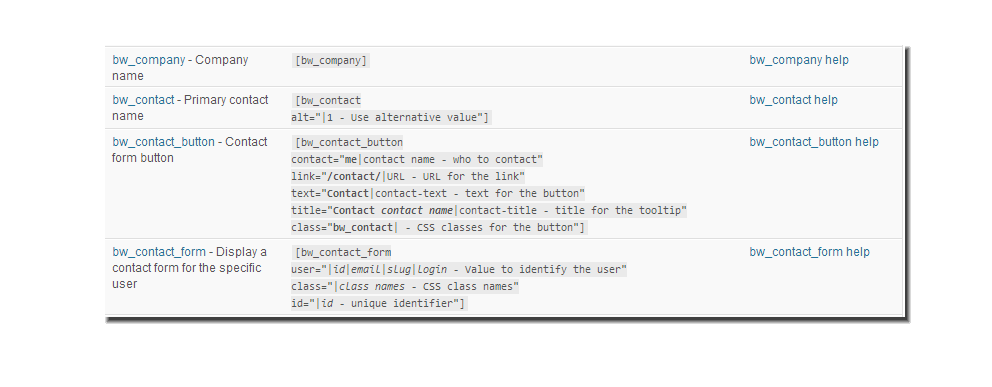 bw_company - Company name
[bw_company]
bw_company help
bw_contact - Primary contact name
[bw_contact
alt="|1 - Use alternative value"]
bw_contact help
bw_contact_button - Contact form button
[bw_contact_button
contact="me|contact name - who to contact"
link="/contact/|URL - URL for the link"
text="Contact|contact-text - text for the button"
title="Contact contact name|contact-title - title for the tooltip"
class="bw_contact| - CSS classes for the button"]
bw_contact_button help
bw_contact_form - Display a contact form for the specific user
[bw_contact_form
user="|id|email|slug|login - Value to identify the user"
class="|class names - CSS class names"
id="|id - unique identifier"]
bw_contact_form help